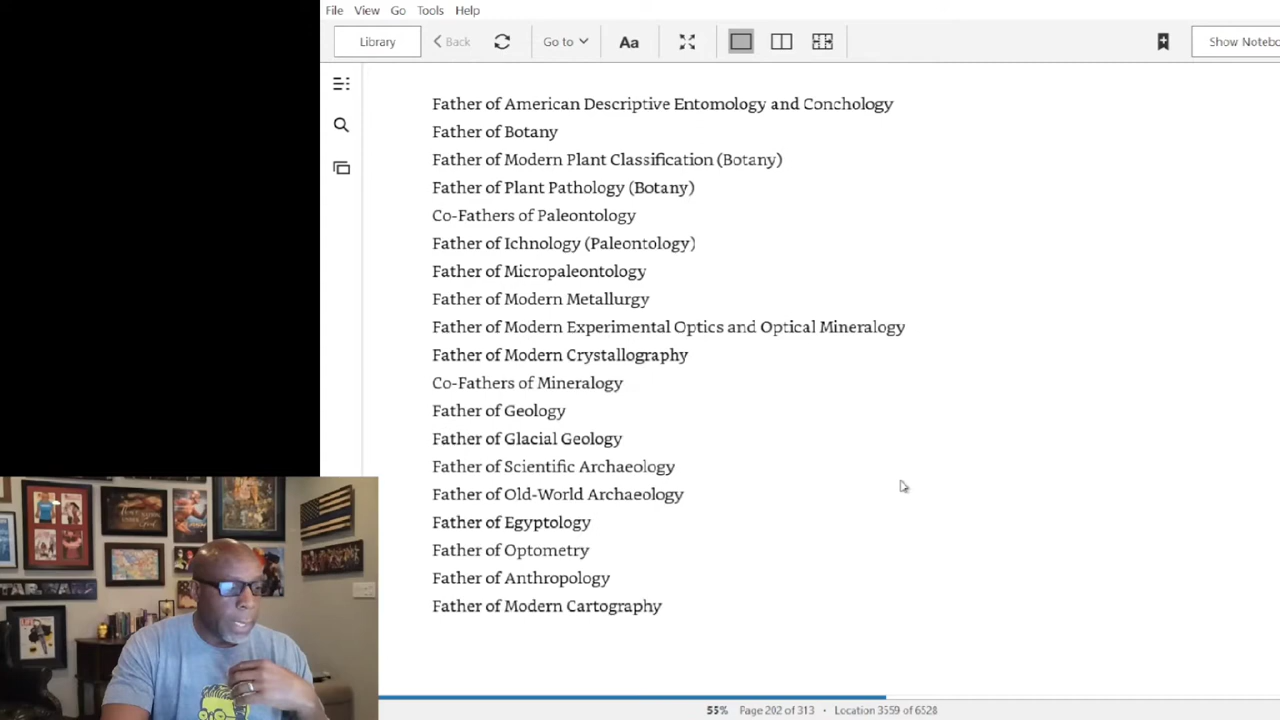 File View Go Tools Help
Library Back Go to Aa Show Notebo
Father of American Descriptive Entomology and Conchology
Father of Botany
Father of Modern Plant Classification (Botany)
Father of Plant Pathology (Botany)
Co-Fathers of Paleontology
Father of Ichnology (Paleontology)
Father of Micropaleontology
Father of Modern Metallurgy
Father of Modern Experimental Optics and Optical Mineralogy
Father of Modern Crystallography
Co-Fathers of Mineralogy
Father of Geology
Father of Glacial Geology
Father of Scientific Archaeology
Father of Old-World Archaeology
Father of Egyptology
Father of Optometry
Father of Anthropology
Father of Modern Cartography
STAR WARS
55% Page 202 of 313 • Location 3559 of 6528